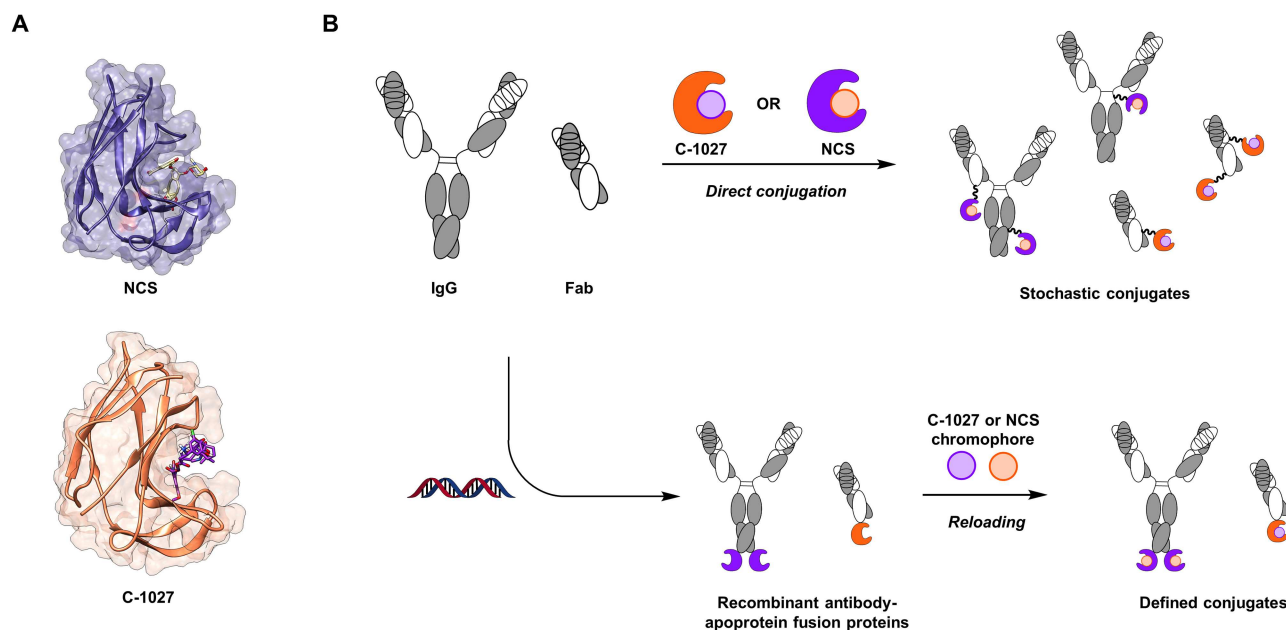 A
B
NCS
C-1027
IgG
Fab
C-1027
OR
NCS
Direct conjugation
Stochastic conjugates
Recombinant antibody-
apoprotein fusion proteins
C-1027 or NCS
chromophore
Reloading
Defined conjugates